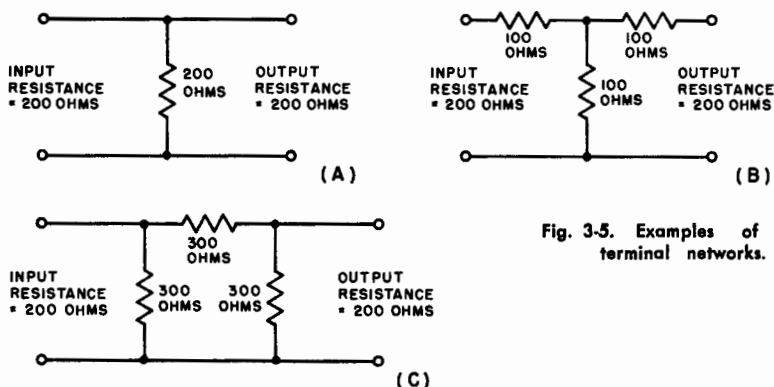 INPUT
RESISTANCE
= 200 OHMS
200
OHMS
OUTPUT
RESISTANCE
= 200 OHMS
(A)
100
OHMS
100
OHMS
INPUT
RESISTANCE
= 200 OHMS
100
OHMS
OUTPUT
RESISTANCE
= 200 OHMS
(B)
300
OHMS
INPUT
RESISTANCE
= 200 OHMS
300
OHMS
300
OHMS
OUTPUT
RESISTANCE
= 200 OHMS
(C)
Fig. 3-5. Examples of
terminal networks.